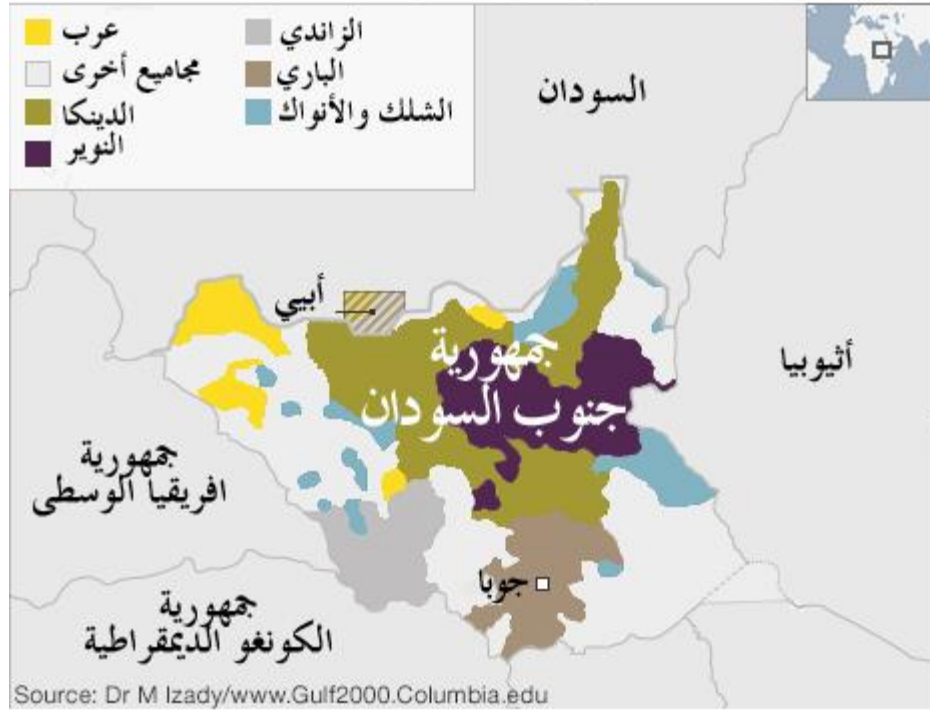 عرب
مجاميع أخرى
الدينكا
النوير
الزاندي
الباري
الشلك والأنواك
السودان
أبيي
جمهورية
جنوب السودان
أثيوبيا
جمهورية
افريقيا الوسطى
جوبا
جمهورية
الكونغو الديمقراطية
Source: Dr M Izady/www.Gulf2000.Columbia.edu